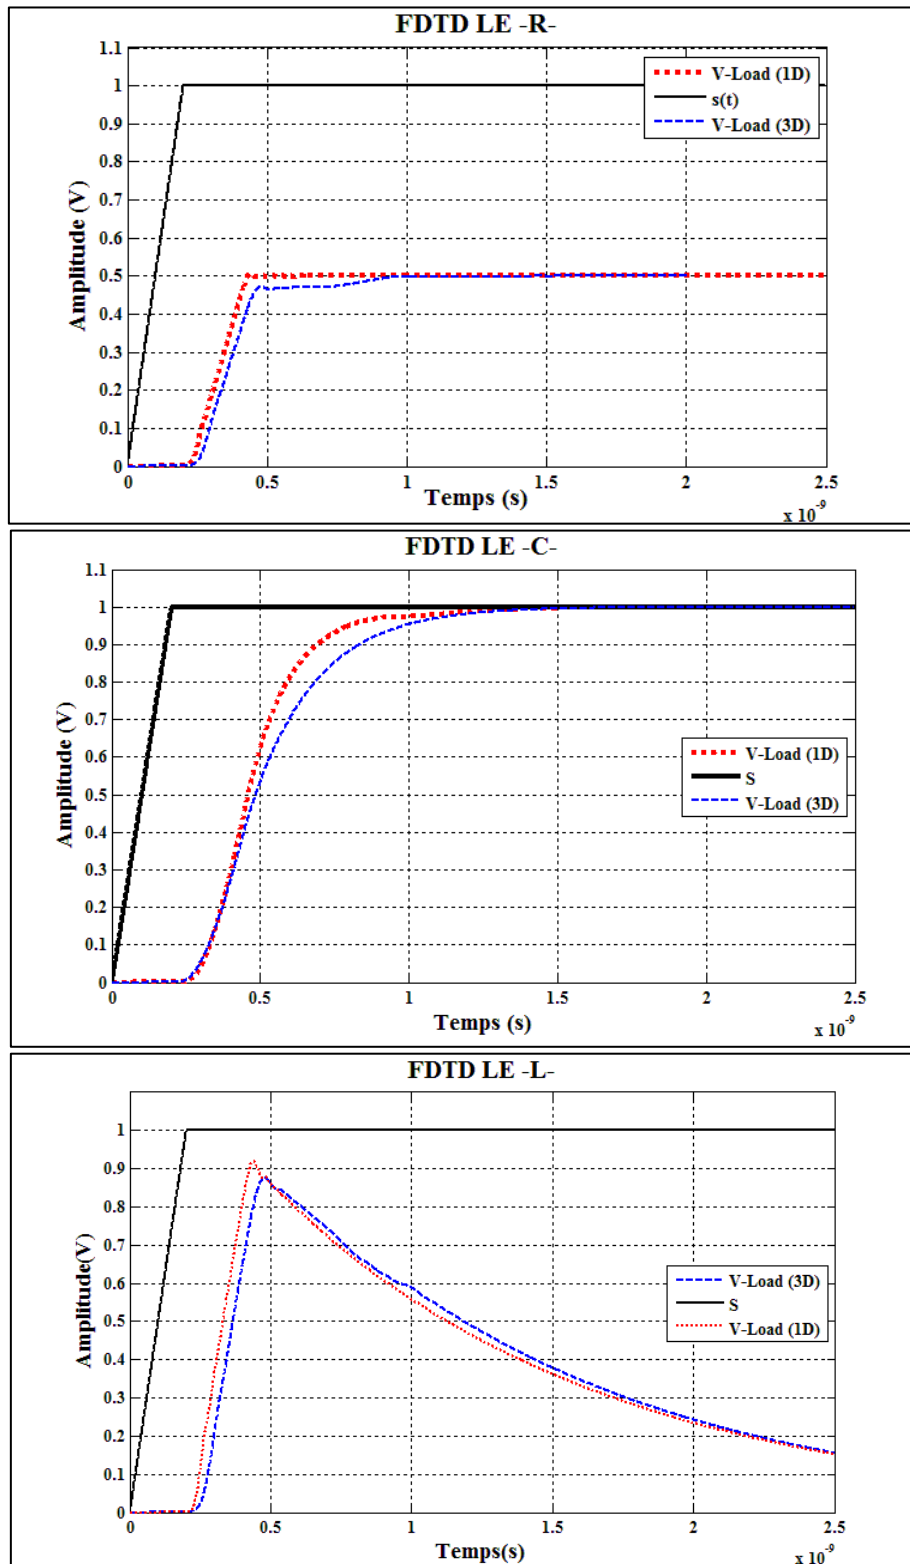 FDTD LE -R-
1.1
1
0.9
0.8
0.7
0.6
0.5
0.4
0.3
0.2
0.1
0
Amplitude (V)
V-Load (1D)
s(t)
V-Load (3D)
0 0.5 1 1.5 2 2.5
Temps (s)
x 10⁻⁹
FDTD LE -C-
1.1
1
0.9
0.8
0.7
0.6
0.5
0.4
0.3
0.2
0.1
0
Amplitude (V)
V-Load (1D)
S
V-Load (3D)
0 0.5 1 1.5 2 2.5
Temps (s)
x 10⁻⁹
FDTD LE -L-
1
0.9
0.8
0.7
0.6
0.5
0.4
0.3
0.2
0.1
0
Amplitude(V)
V-Load (3D)
S
V-Load (1D)
0 0.5 1 1.5 2 2.5
Temps(s)
x 10⁻⁹